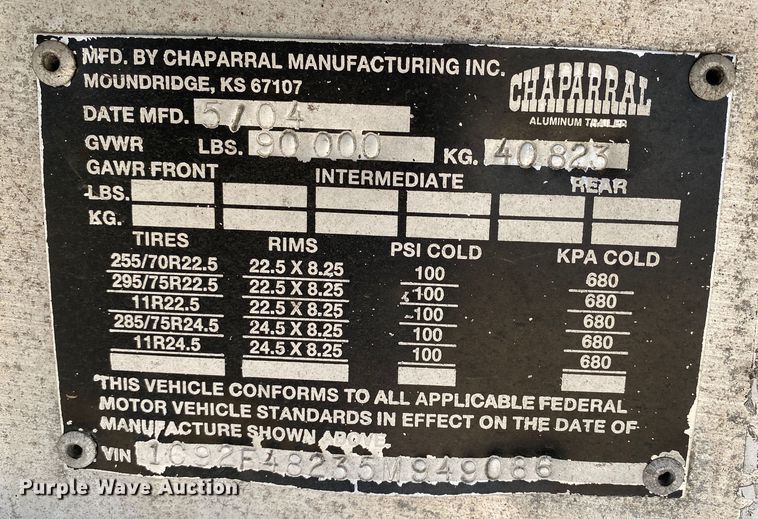 MFD. BY CHAPARRAL MANUFACTURING INC.
MOUNDRIDGE, KS 67107
CHAPARRAL
ALUMINUM TRAILER
DATE MFD. 5/04
GVWR LBS. 90 000 KG. 40 823
GAWR FRONT INTERMEDIATE REAR
LBS.
KG.
TIRES RIMS PSI COLD KPA COLD
255/70R22.5 22.5 X 8.25 100 680
295/75R22.5 22.5 X 8.25 100 680
11R22.5 22.5 X 8.25 100 680
285/75R24.5 24.5 X 8.25 100 680
11R24.5 24.5 X 8.25 100 680
THIS VEHICLE CONFORMS TO ALL APPLICABLE FEDERAL
MOTOR VEHICLE STANDARDS IN EFFECT ON THE DATE OF
MANUFACTURE SHOWN ABOVE
VIN 1C92F48235M949086
Purple Wave Auction